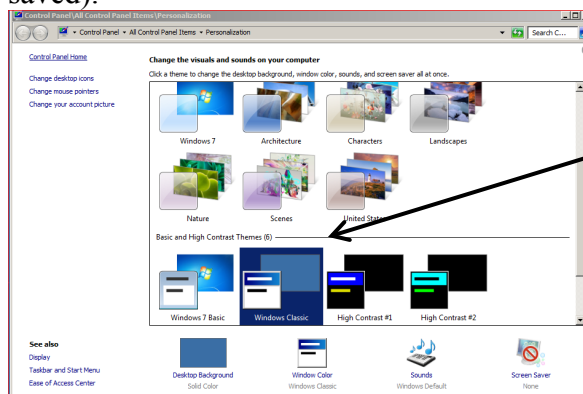 saved).
Control Panel\All Control Panel Items\Personalization
Control Panel ▾ All Control Panel Items ▾ Personalization
Search C...
Control Panel Home
Change desktop icons
Change mouse pointers
Change your account picture
Change the visuals and sounds on your computer
Click a theme to change the desktop background, window color, sounds, and screen saver all at once.
Windows 7 Architecture Characters Landscapes
Nature Scenes United States
Basic and High Contrast Themes (6)
Windows 7 Basic Windows Classic High Contrast #1 High Contrast #2
See also
Display
Taskbar and Start Menu
Ease of Access Center
Desktop Background Window Color Sounds Screen Saver
Solid Color Windows Classic Windows Default None